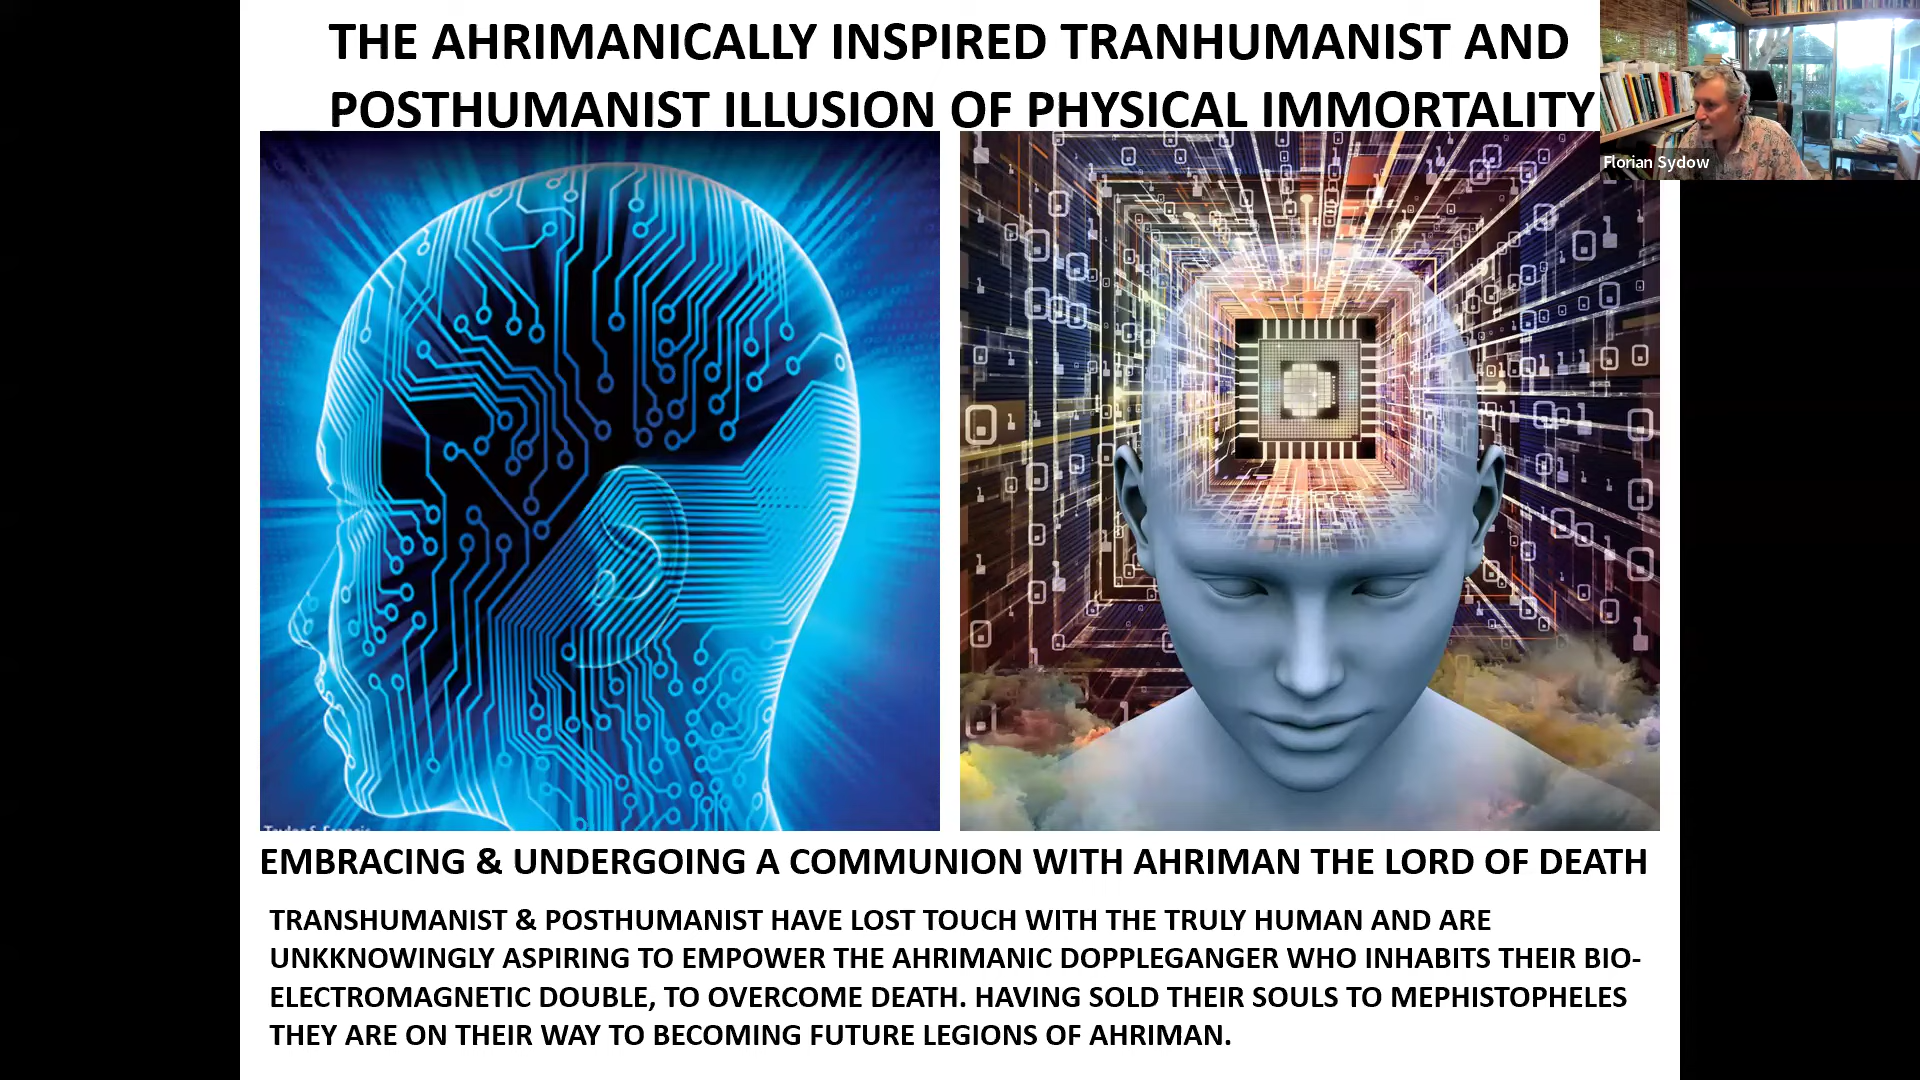 THE AHRIMANICALLY INSPIRED TRANHUMANIST AND
POSTHUMANIST ILLUSION OF PHYSICAL IMMORTALITY
Florian Sydow
EMBRACING & UNDERGOING A COMMUNION WITH AHRIMAN THE LORD OF DEATH
TRANSHUMANIST & POSTHUMANIST HAVE LOST TOUCH WITH THE TRULY HUMAN AND ARE
UNKKNOWINGLY ASPIRING TO EMPOWER THE AHRIMANIC DOPPLEGANGER WHO INHABITS THEIR BIO-
ELECTROMAGNETIC DOUBLE, TO OVERCOME DEATH. HAVING SOLD THEIR SOULS TO MEPHISTOPHELES
THEY ARE ON THEIR WAY TO BECOMING FUTURE LEGIONS OF AHRIMAN.